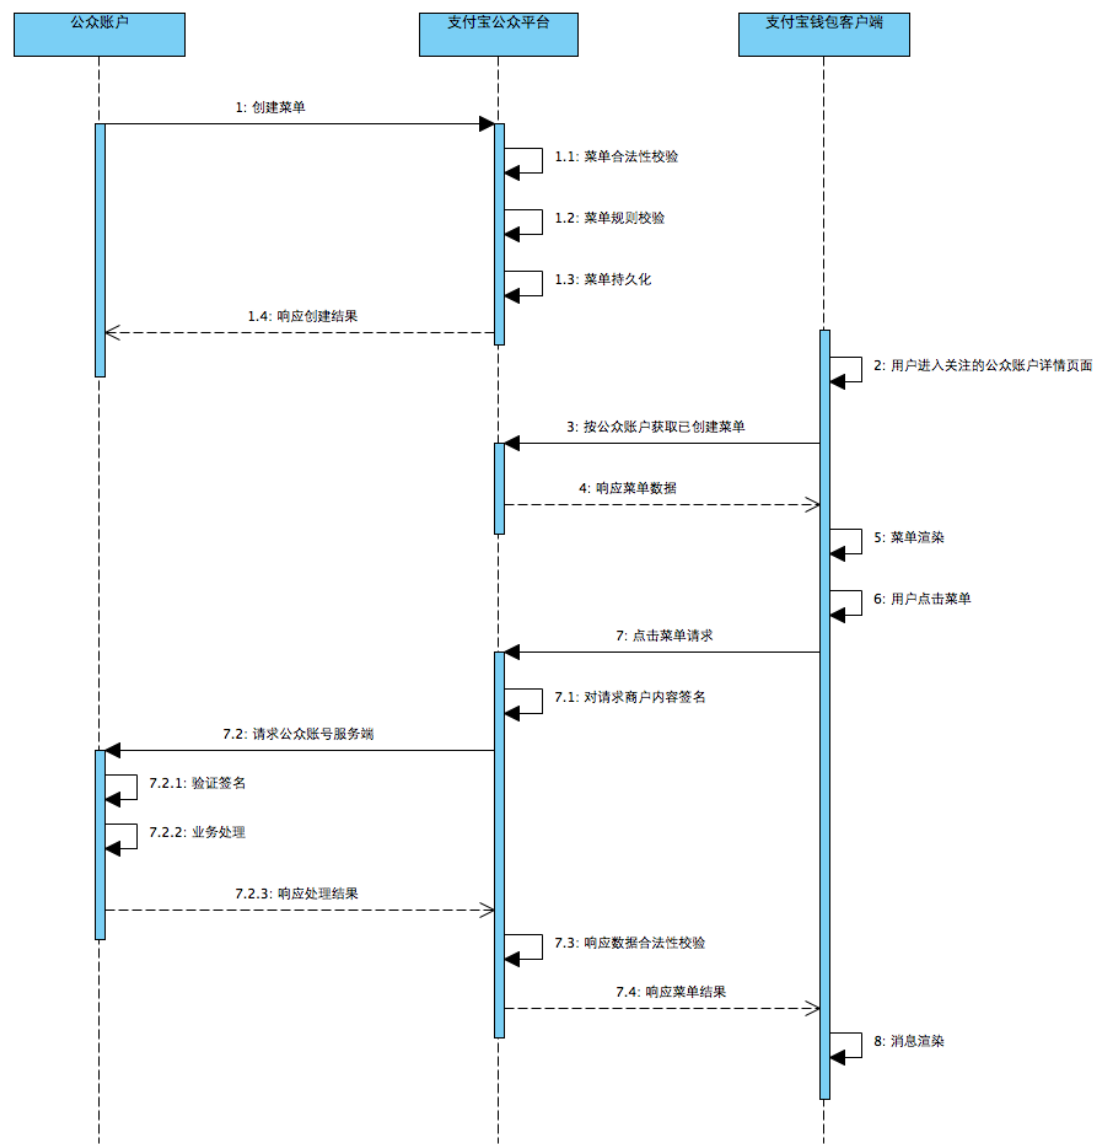 公众账户
支付宝公众平台
支付宝钱包客户端
1: 创建菜单
1.1: 菜单合法性校验
1.2: 菜单规则校验
1.3: 菜单持久化
1.4: 响应创建结果
2: 用户进入关注的公众账户详情页面
3: 按公众账户获取已创建菜单
4: 响应菜单数据
5: 菜单渲染
6: 用户点击菜单
7: 点击菜单请求
7.1: 对请求商户内容签名
7.2: 请求公众账号服务端
7.2.1: 验证签名
7.2.2: 业务处理
7.2.3: 响应处理结果
7.3: 响应数据合法性校验
7.4: 响应菜单结果
8: 消息渲染